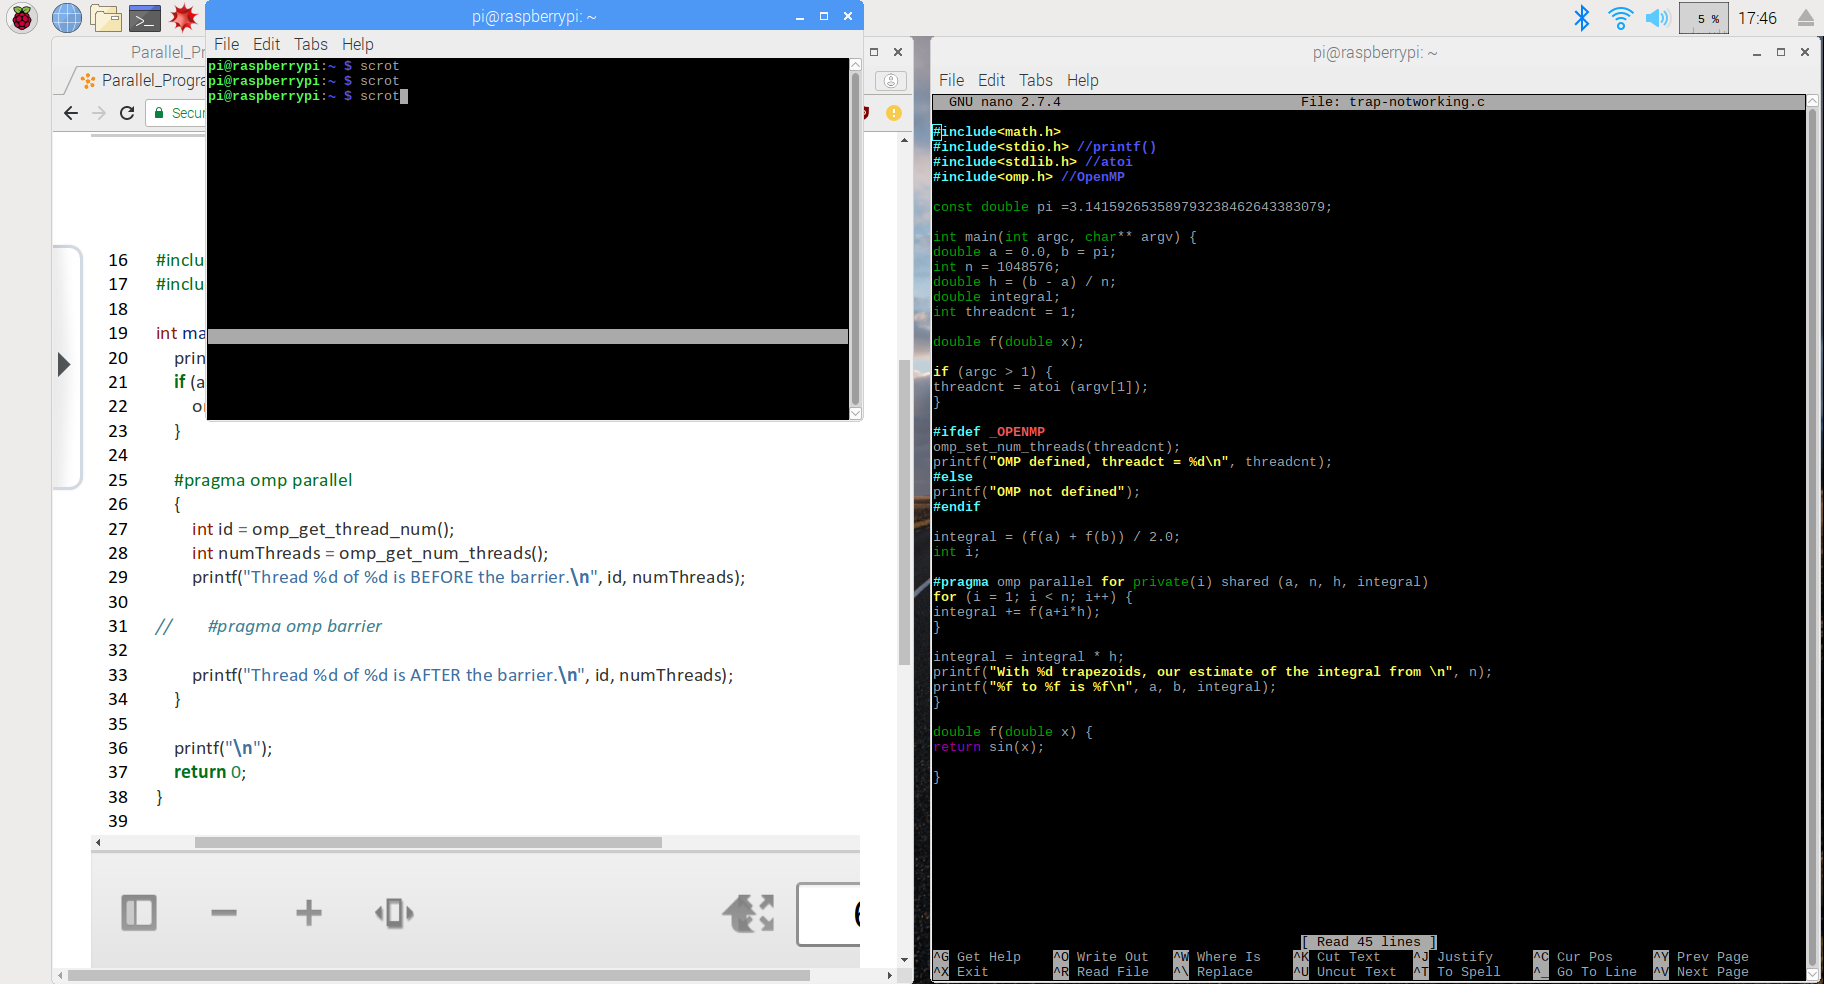 5 %
17:46
pi@raspberrypi: ~
File Edit Tabs Help
pi@raspberrypi:~ $ scrot
pi@raspberrypi:~ $ scrot
pi@raspberrypi:~ $ scrot
Parallel_Pr
Parallel_Progra
Secur
16 #inclu
17 #inclu
18
19 int ma
20 prin
21 if (a
22 o
23 }
24
25 #pragma omp parallel
26 {
27 int id = omp_get_thread_num();
28 int numThreads = omp_get_num_threads();
29 printf("Thread %d of %d is BEFORE the barrier.\n", id, numThreads);
30
31 // #pragma omp barrier
32
33 printf("Thread %d of %d is AFTER the barrier.\n", id, numThreads);
34 }
35
36 printf("\n");
37 return 0;
38 }
39
pi@raspberrypi: ~
File Edit Tabs Help
GNU nano 2.7.4 File: trap-notworking.c
#include<math.h>
#include<stdio.h> //printf()
#include<stdlib.h> //atoi
#include<omp.h> //OpenMP
const double pi =3.141592653589793238462643383079;
int main(int argc, char** argv) {
double a = 0.0, b = pi;
int n = 1048576;
double h = (b - a) / n;
double integral;
int threadcnt = 1;
double f(double x);
if (argc > 1) {
threadcnt = atoi (argv[1]);
}
#ifdef _OPENMP
omp_set_num_threads(threadcnt);
printf("OMP defined, threadct = %d\n", threadcnt);
#else
printf("OMP not defined");
#endif
integral = (f(a) + f(b)) / 2.0;
int i;
#pragma omp parallel for private(i) shared (a, n, h, integral)
for (i = 1; i < n; i++) {
integral += f(a+i*h);
}
integral = integral * h;
printf("With %d trapezoids, our estimate of the integral from \n", n);
printf("%f to %f is %f\n", a, b, integral);
}
double f(double x) {
return sin(x);
}
[ Read 45 lines ]
^G Get Help ^O Write Out ^W Where Is ^K Cut Text ^J Justify ^C Cur Pos ^Y Prev Page
^X Exit ^R Read File ^\ Replace ^U Uncut Text ^T To Spell ^_ Go To Line ^V Next Page